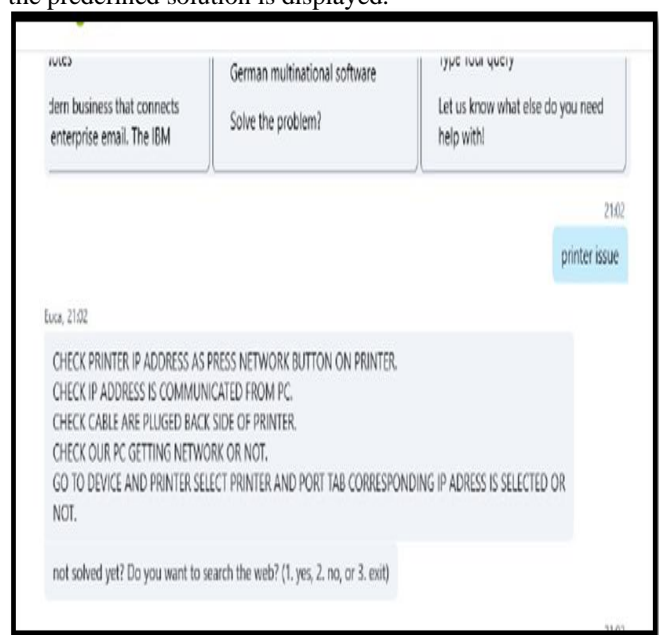 the predefined solution is displayed.
German multinational software
Type Your query
dern business that connects
enterprise email. The IBM
Solve the problem?
Let us know what else do you need
help with!
21:02
printer issue
Euca, 21:02
CHECK PRINTER IP ADDRESS AS PRESS NETWORK BUTTON ON PRINTER.
CHECK IP ADDRESS IS COMMUNICATED FROM PC.
CHECK CABLE ARE PLUGED BACK SIDE OF PRINTER.
CHECK OUR PC GETTING NETWORK OR NOT.
GO TO DEVICE AND PRINTER SELECT PRINTER AND PORT TAB CORRESPONDING IP ADRESS IS SELECTED OR
NOT.
not solved yet? Do you want to search the web? (1. yes, 2. no, or 3. exit)